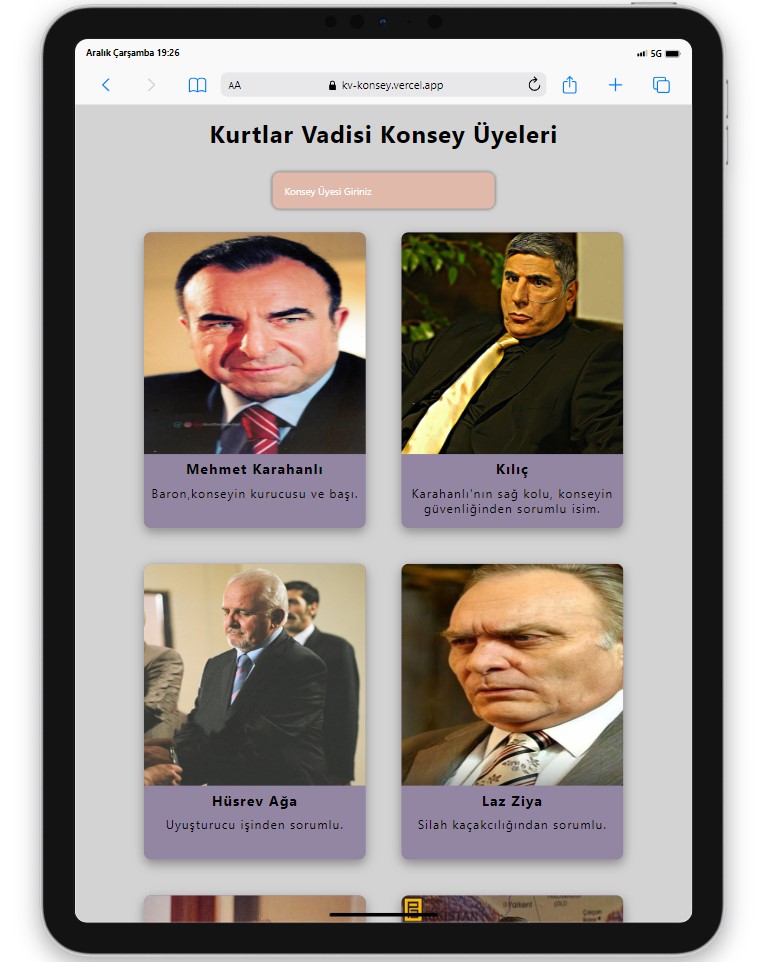 Aralık Çarşamba 19:26
5G
AA
kv-konsey.vercel.app
Kurtlar Vadisi Konsey Üyeleri
Konsey Üyesi Giriniz
Mehmet Karahanlı
Baron,konseyin kurucusu ve başı.
Kılıç
Karahanlı'nın sağ kolu, konseyin
güvenliğinden sorumlu isim.
Hüsrev Ağa
Uyuşturucu işinden sorumlu.
Laz Ziya
Silah kaçakcılığından sorumlu.